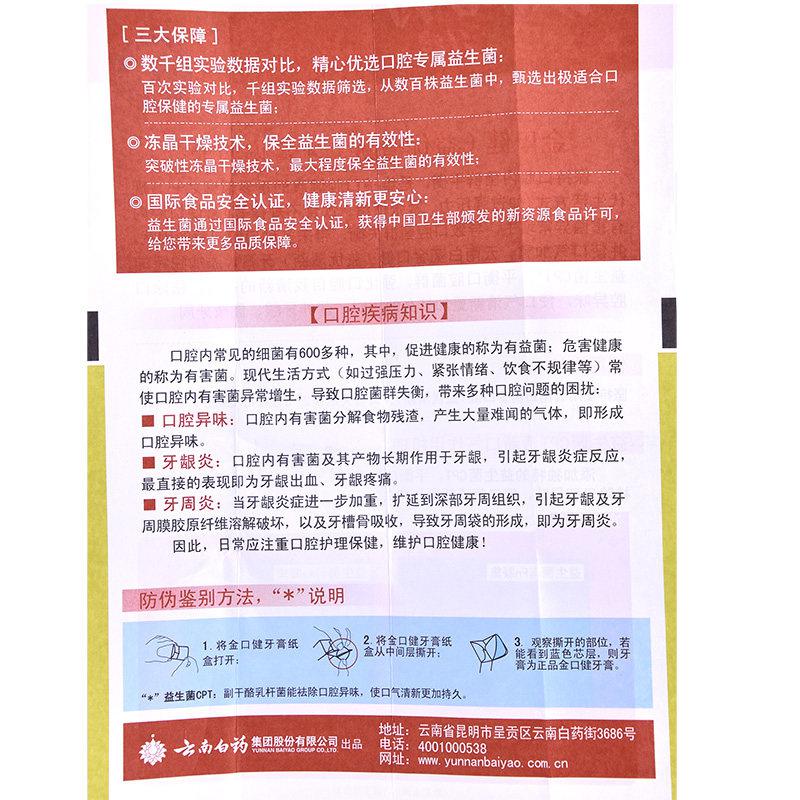 [三大保障]
◎数千组实验数据对比，精心优选口腔专属益生菌：
百次实验对比，千组实验数据筛选，从数百株益生菌中，甄选出极适合口
腔保健的专属益生菌；
◎冻晶干燥技术，保全益生菌的有效性：
突破性冻晶干燥技术，最大程度保全益生菌的有效性；
◎国际食品安全认证，健康清新更安心：
益生菌通过国际食品安全认证，获得中国卫生部颁发的新资源食品许可，
给您带来更多品质保障。
【口腔疾病知识】
口腔内常见的细菌有600多种，其中，促进健康的称为有益菌；危害健康
的称为有害菌。现代生活方式（如过强压力、紧张情绪、饮食不规律等）常
使口腔内有害菌异常增生，导致口腔菌群失衡，带来多种口腔问题的困扰：
■ 口腔异味：口腔内有害菌分解食物残渣，产生大量难闻的气体，即形成
口腔异味。
■ 牙龈炎：口腔内有害菌及其产物长期作用于牙龈，引起牙龈炎症反应，
最直接的表现即为牙龈出血、牙龈疼痛。
■ 牙周炎：当牙龈炎症进一步加重，扩延到深部牙周组织，引起牙龈及牙
周膜胶原纤维溶解破坏，以及牙槽骨吸收，导致牙周袋的形成，即为牙周炎。
因此，日常应注重口腔护理保健，维护口腔健康！
防伪鉴别方法，“*”说明
1. 将金口健牙膏纸
盒打开；
2. 将金口健牙膏纸
盒从中间层撕开；
3. 观察撕开的部位，若
能看到蓝色芯层，则牙
膏为正品金口健牙膏。
“*”益生菌CPT：副干酪乳杆菌能祛除口腔异味，使口气清新更加持久。
云南白药 集团股份有限公司 出品
YUNNAN BAIYAO GROUP CO.,LTD.
地址：云南省昆明市呈贡区云南白药街3686号
电话：4001000538
网址：www.yunnanbaiyao.com.cn